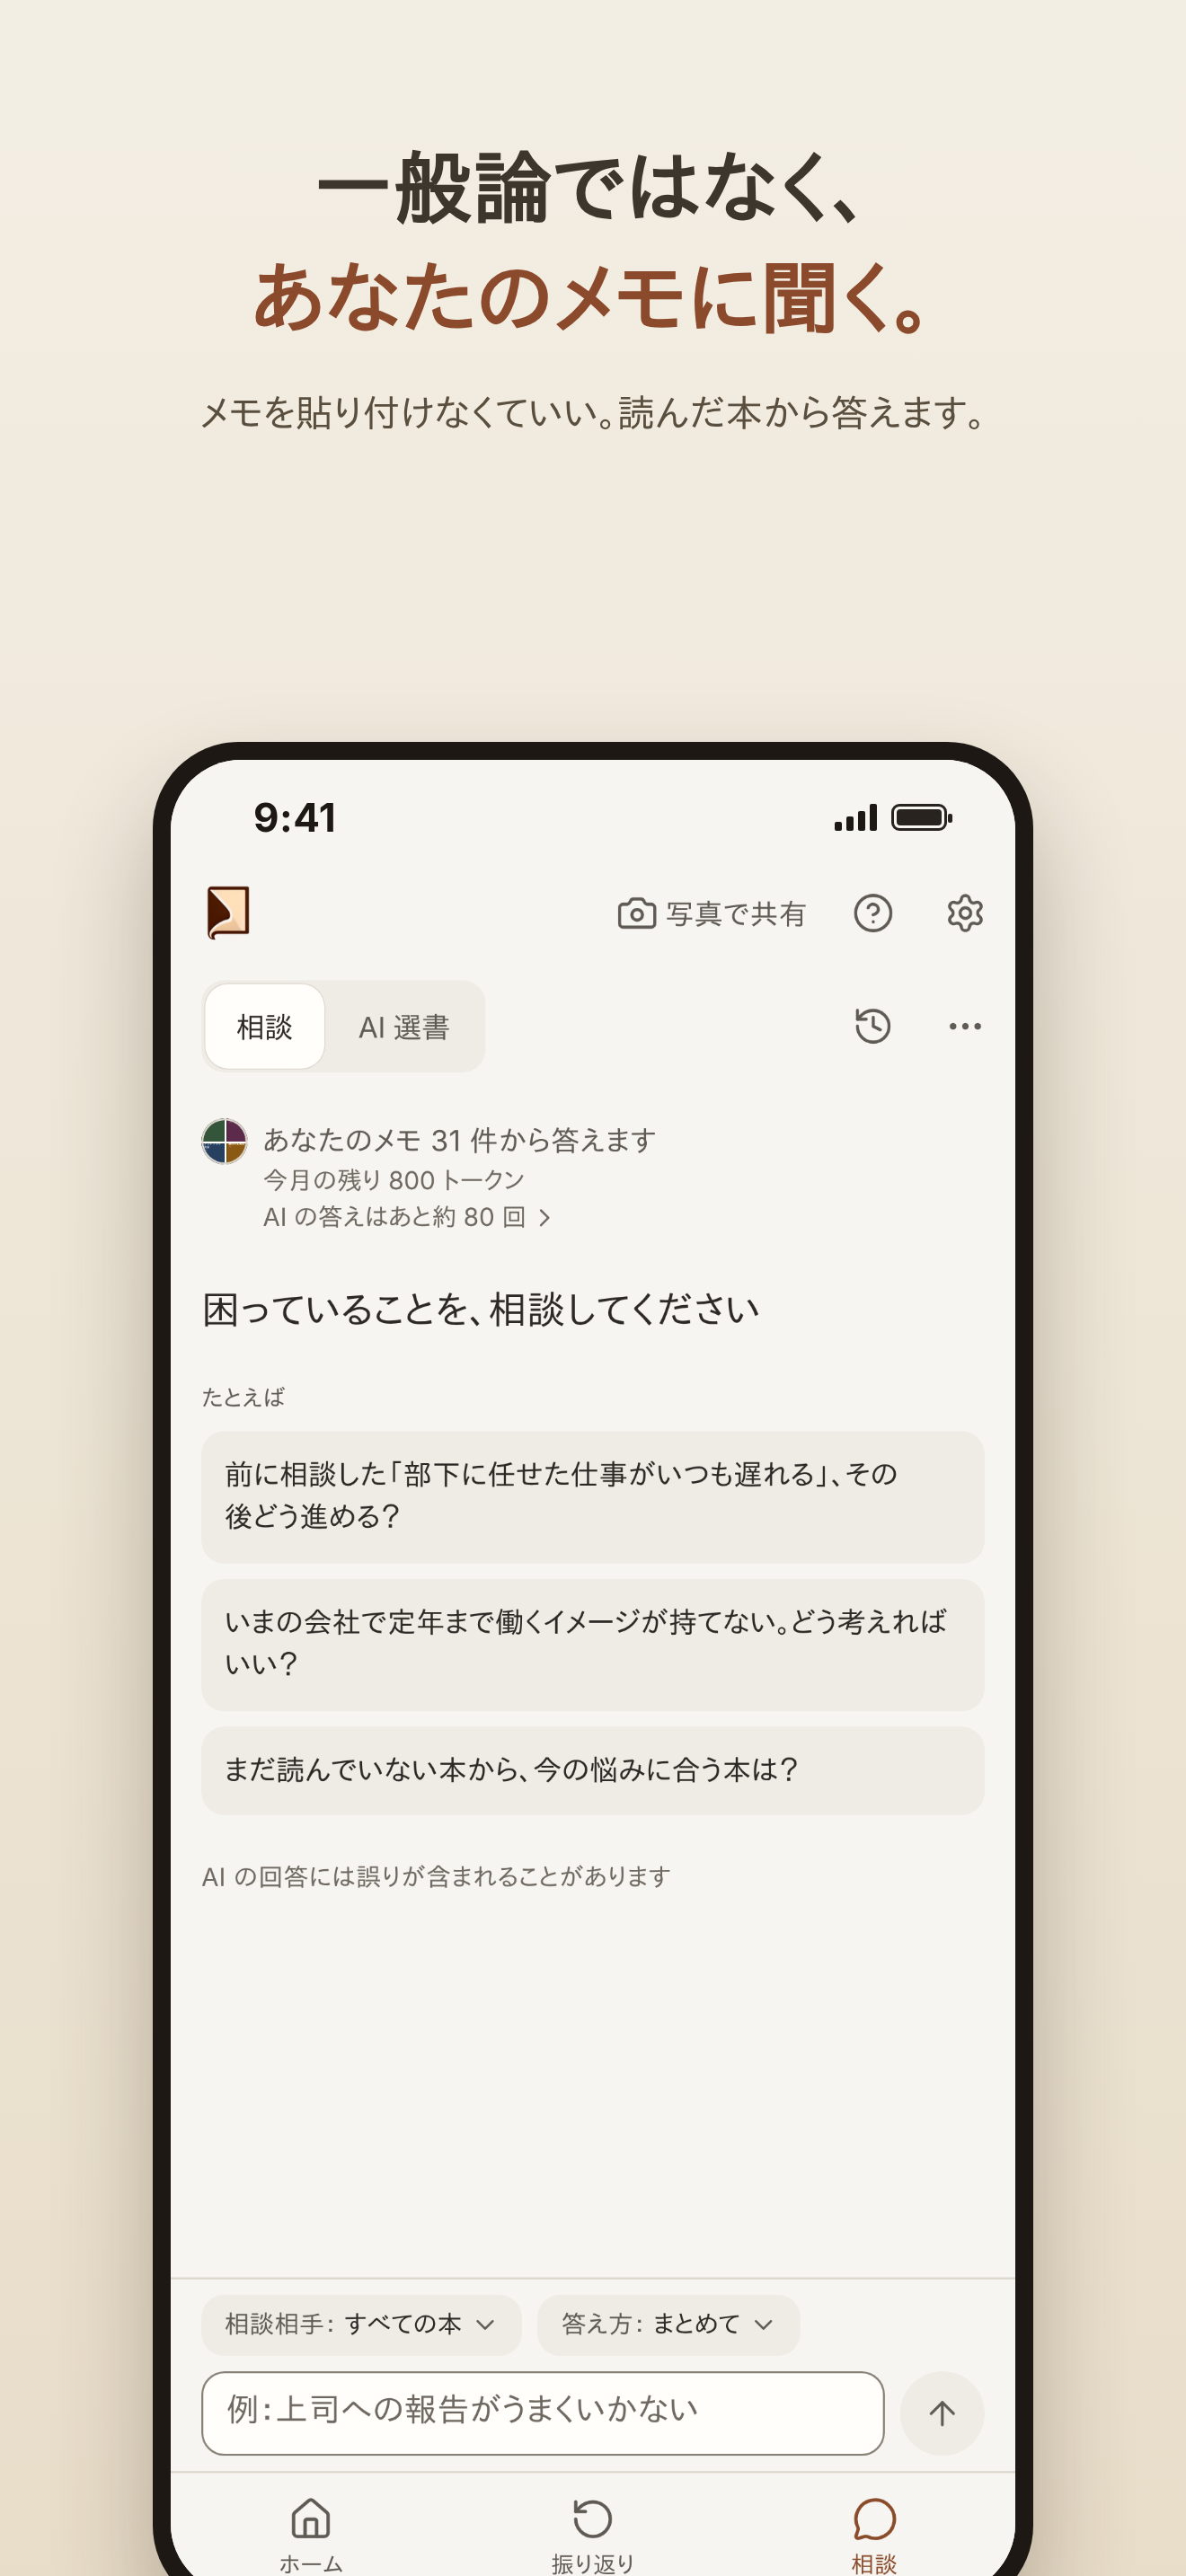 一般論ではなく、
あなたのメモに聞く。
メモを貼り付けなくていい。読んだ本から答えます。
9:41
写真で共有
相談
AI 選書
あなたのメモ 31 件から答えます
今月の残り 800 トークン
AI の答えはあと約 80 回
困っていることを、相談してください
たとえば
前に相談した「部下に任せた仕事がいつも遅れる」、その
後どう進める?
いまの会社で定年まで働くイメージが持てない。どう考えれば
いい?
まだ読んでいない本から、今の悩みに合う本は?
AI の回答には誤りが含まれることがあります
相談相手: すべての本
答え方: まとめて
例:上司への報告がうまくいかない
ホーム
振り返り
相談